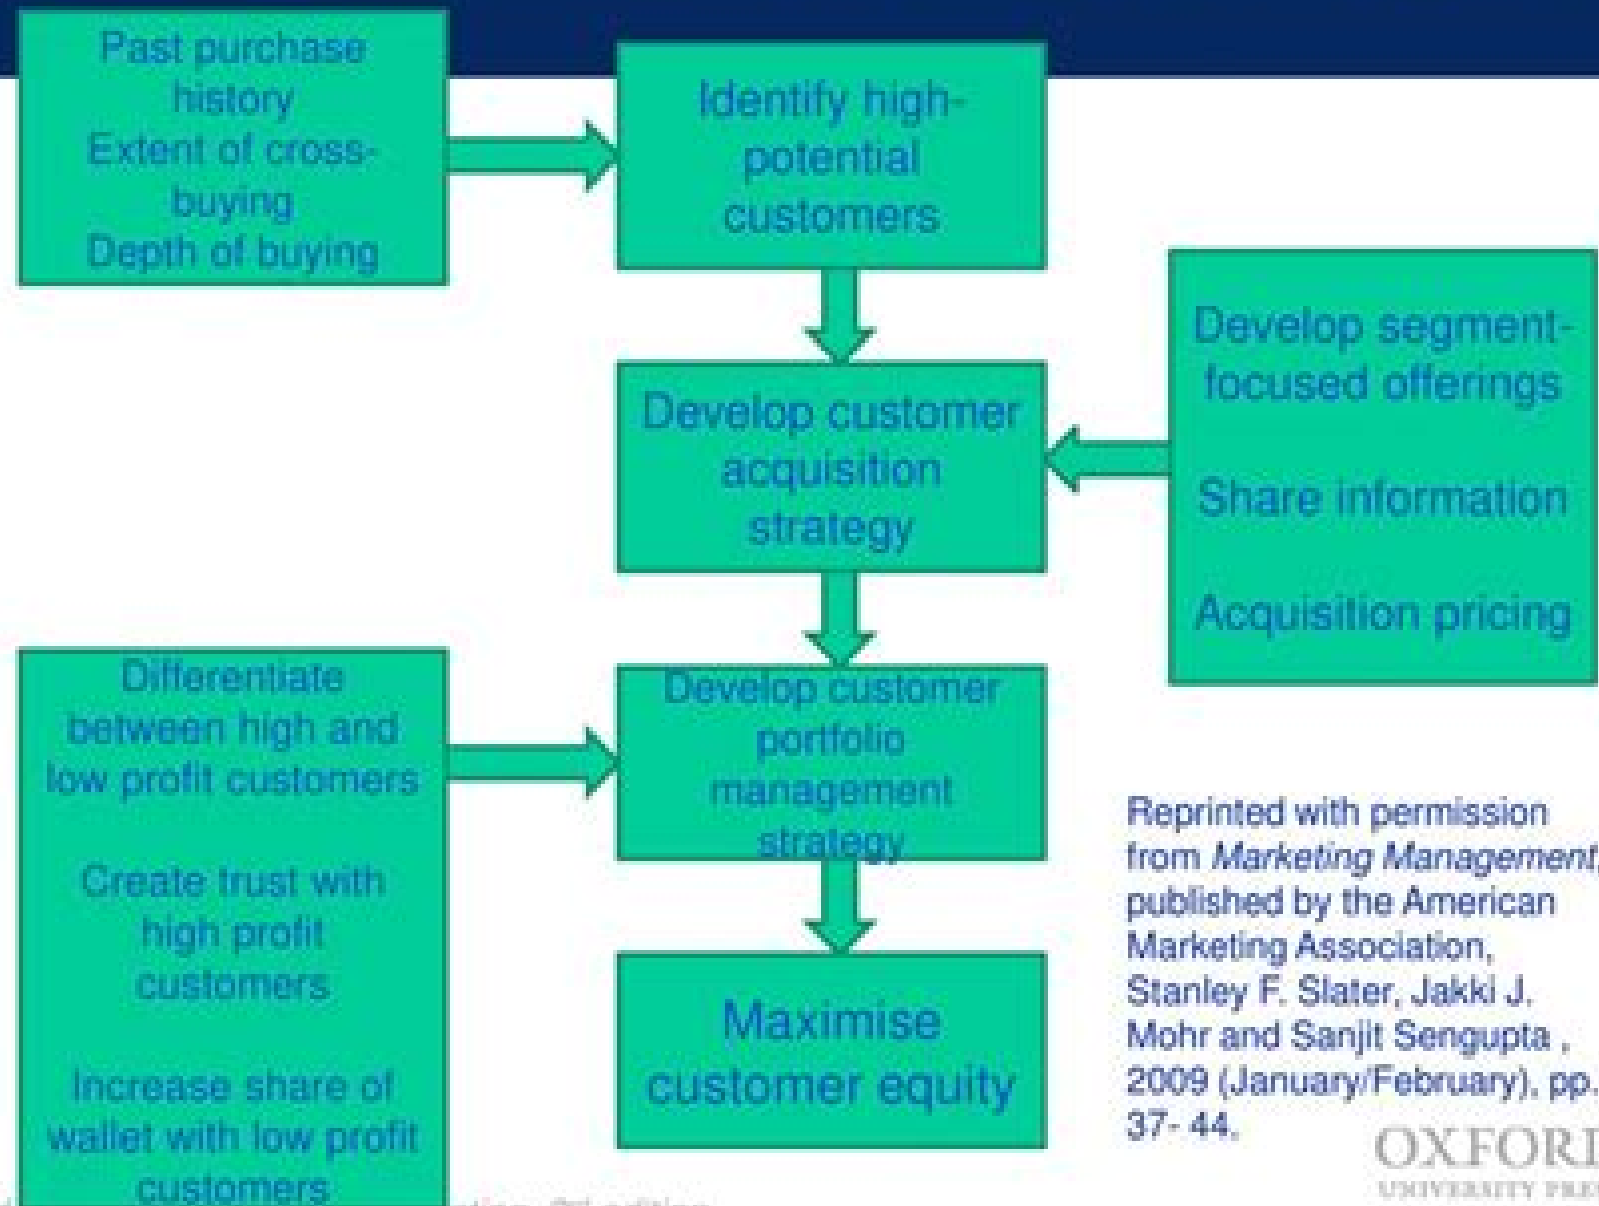 Past purchase
history
Extent of cross-
buying
Depth of buying
Identify high-
potential
customers
Develop customer
acquisition
strategy
Develop segment-
focused offerings
Share information
Acquisition pricing
Differentiate
between high and
low profit customers
Create trust with
high profit
customers
Increase share of
wallet with low profit
customers
Develop customer
portfolio
management
strategy
Maximise
customer equity
Reprinted with permission
from Marketing Management,
published by the American
Marketing Association,
Stanley F. Slater, Jakki J.
Mohr and Sanjit Sengupta ,
2009 (January/February), pp.
37- 44.
OXFORD
UNIVERSITY PRESS
edition